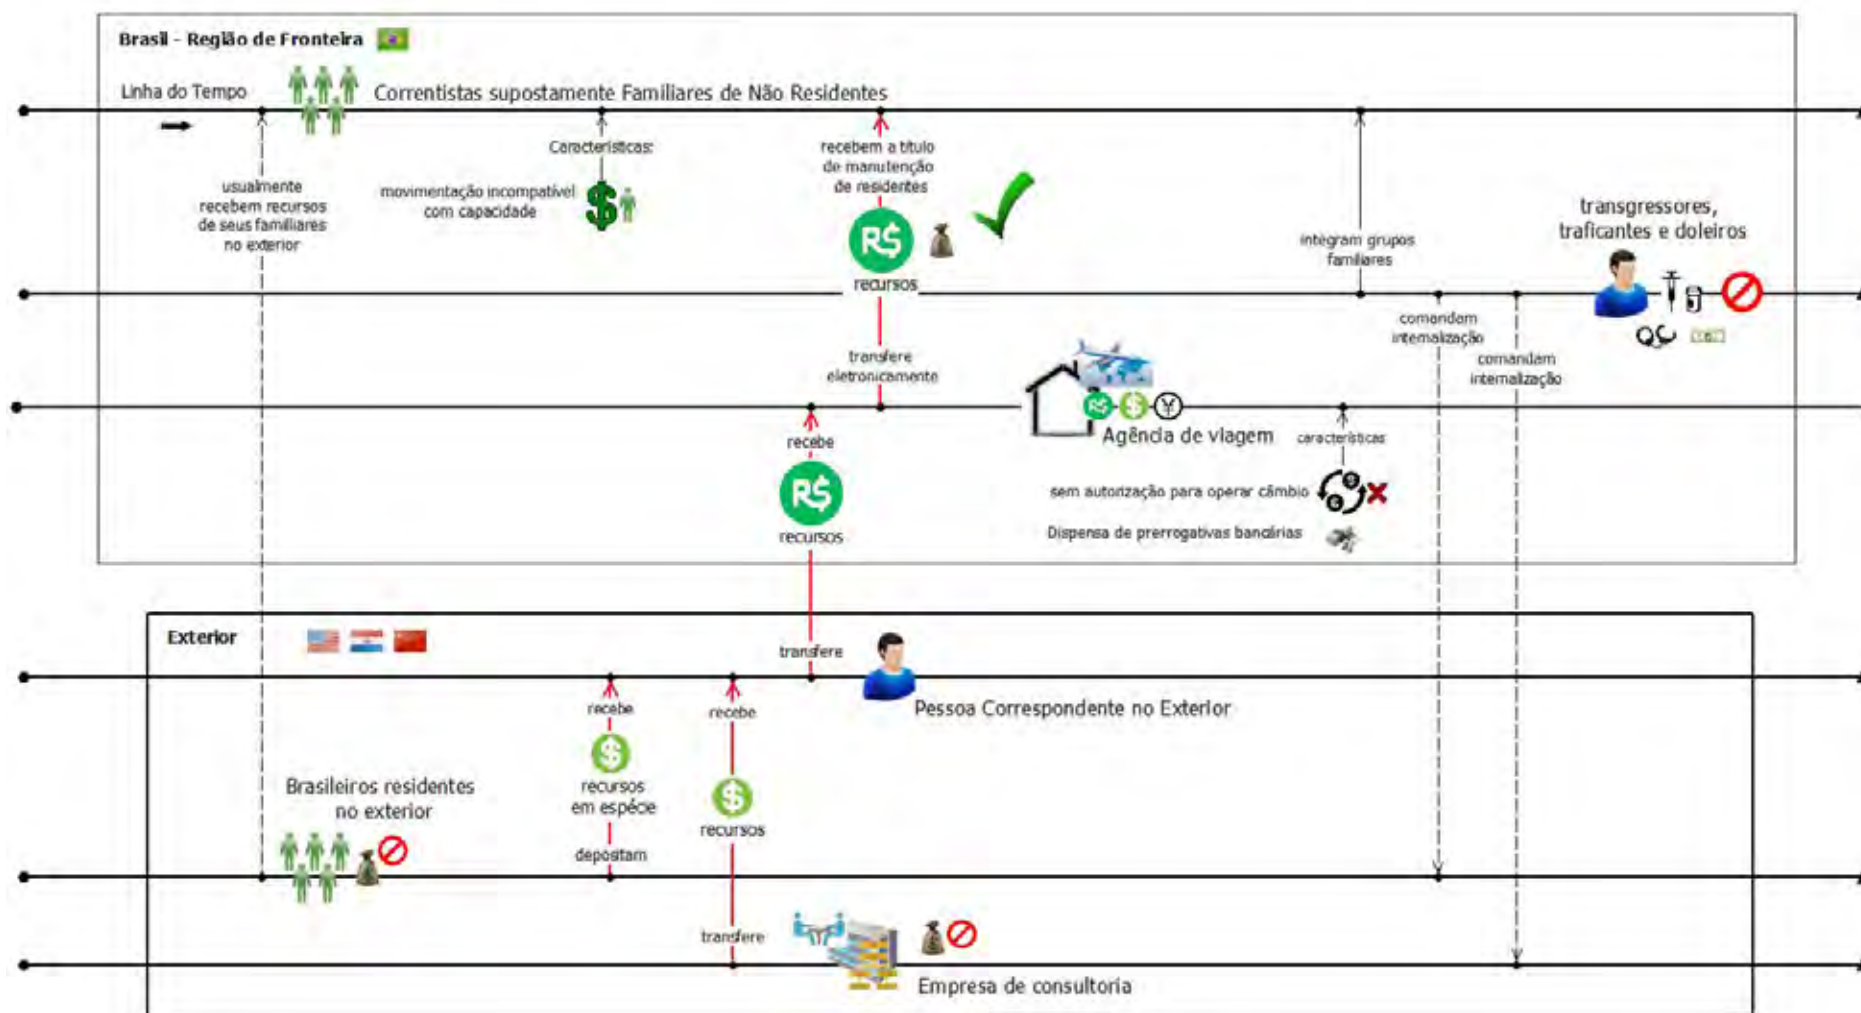 Brasil - Região de Fronteira
Linha do Tempo
Correntistas supostamente Familiares de Não Residentes
usualmente
recebem recursos
de seus familiares
no exterior
Características:
movimentação incompatível
com capacidade
recebem a título
de manutenção
de residentes
R$
recursos
transfere
eletronicamente
integram grupos
familiares
transgressores,
traficantes e doleiros
comandam
internalização
comandam
internalização
R$
$
¥
Agência de viagem
características
sem autorização para operar câmbio
Dispensa de prerrogativas bancárias
recebe
R$
recursos
transfere
Exterior
Pessoa Correspondente no Exterior
recebe
$
recursos
em espécie
depositam
recebe
$
recursos
transfere
Brasileiros residentes
no exterior
Empresa de consultoria